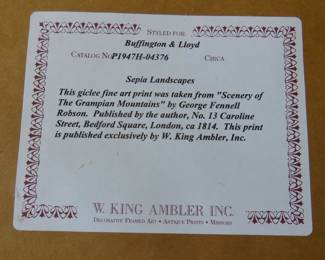 STYLED FOR:
Buffington & Lloyd
CATALOG NO P1947H-04376 CIRCA
Sepia Landscapes
This giclee fine art print was taken from "Scenery of
The Grampian Mountains" by George Fennell
Robson. Published by the author, No. 13 Caroline
Street, Bedford Square, London, ca 1814. This print
is published exclusively by W. King Ambler, Inc.
W. KING AMBLER INC.
DECORATIVE FRAMED ART • ANTIQUE PRINTS • MIRRORS